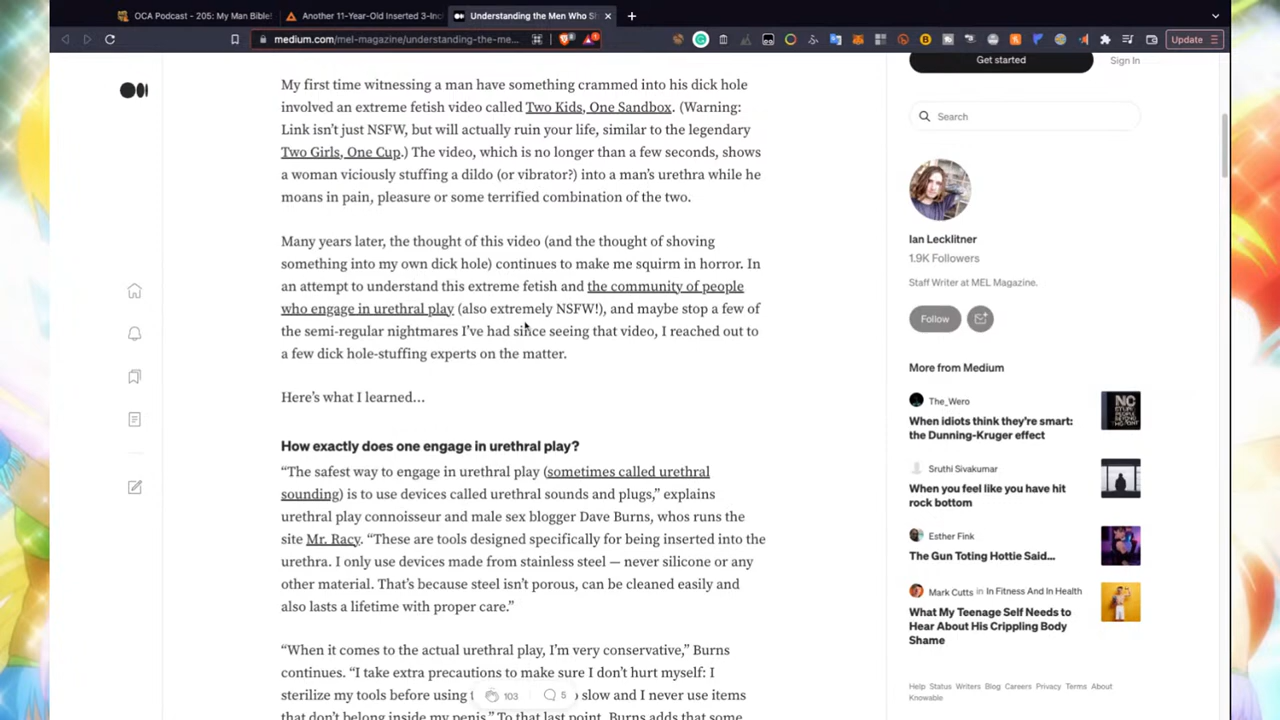 OCA Podcast - 205: My Man Bible!
Another 11-Year-Old Inserted 3-Inc
Understanding the Men Who St
medium.com/mel-magazine/understanding-the-me...
Update
My first time witnessing a man have something crammed into his dick hole
involved an extreme fetish video called Two Kids, One Sandbox. (Warning:
Link isn’t just NSFW, but will actually ruin your life, similar to the legendary
Two Girls, One Cup.) The video, which is no longer than a few seconds, shows
a woman viciously stuffing a dildo (or vibrator?) into a man’s urethra while he
moans in pain, pleasure or some terrified combination of the two.
Many years later, the thought of this video (and the thought of shoving
something into my own dick hole) continues to make me squirm in horror. In
an attempt to understand this extreme fetish and the community of people
who engage in urethral play (also extremely NSFW!), and maybe stop a few of
the semi-regular nightmares I’ve had since seeing that video, I reached out to
a few dick hole-stuffing experts on the matter.
Here’s what I learned…
How exactly does one engage in urethral play?
“The safest way to engage in urethral play (sometimes called urethral
sounding) is to use devices called urethral sounds and plugs,” explains
urethral play connoisseur and male sex blogger Dave Burns, whos runs the
site Mr. Racy. “These are tools designed specifically for being inserted into the
urethra. I only use devices made from stainless steel — never silicone or any
other material. That’s because steel isn’t porous, can be cleaned easily and
also lasts a lifetime with proper care.”
“When it comes to the actual urethral play, I’m very conservative,” Burns
continues. “I take extra precautions to make sure I don’t hurt myself: I
sterilize my tools before using slow and I never use items
that don’t belong inside my penis.” To that last point, Burns adds that some
103
5
Get started
Sign In
Search
Ian Lecklitner
1.9K Followers
Staff Writer at MEL Magazine.
Follow
More from Medium
The_Wero
When idiots think they’re smart:
the Dunning-Kruger effect
Sruthi Sivakumar
When you feel like you have hit
rock bottom
Esther Fink
The Gun Toting Hottie Said…
Mark Cutts in In Fitness And In Health
What My Teenage Self Needs to
Hear About His Crippling Body
Shame
Help Status Writers Blog Careers Privacy Terms About
Knowable